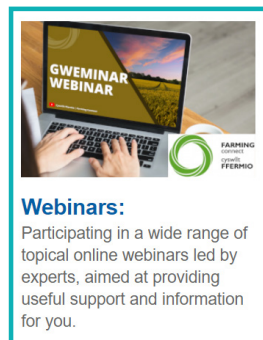 GWEMINAR
WEBINAR
FARMING
connect
cyswllt
FFERMIO
Webinars:
Participating in a wide range of
topical online webinars led by
experts, aimed at providing
useful support and information
for you.